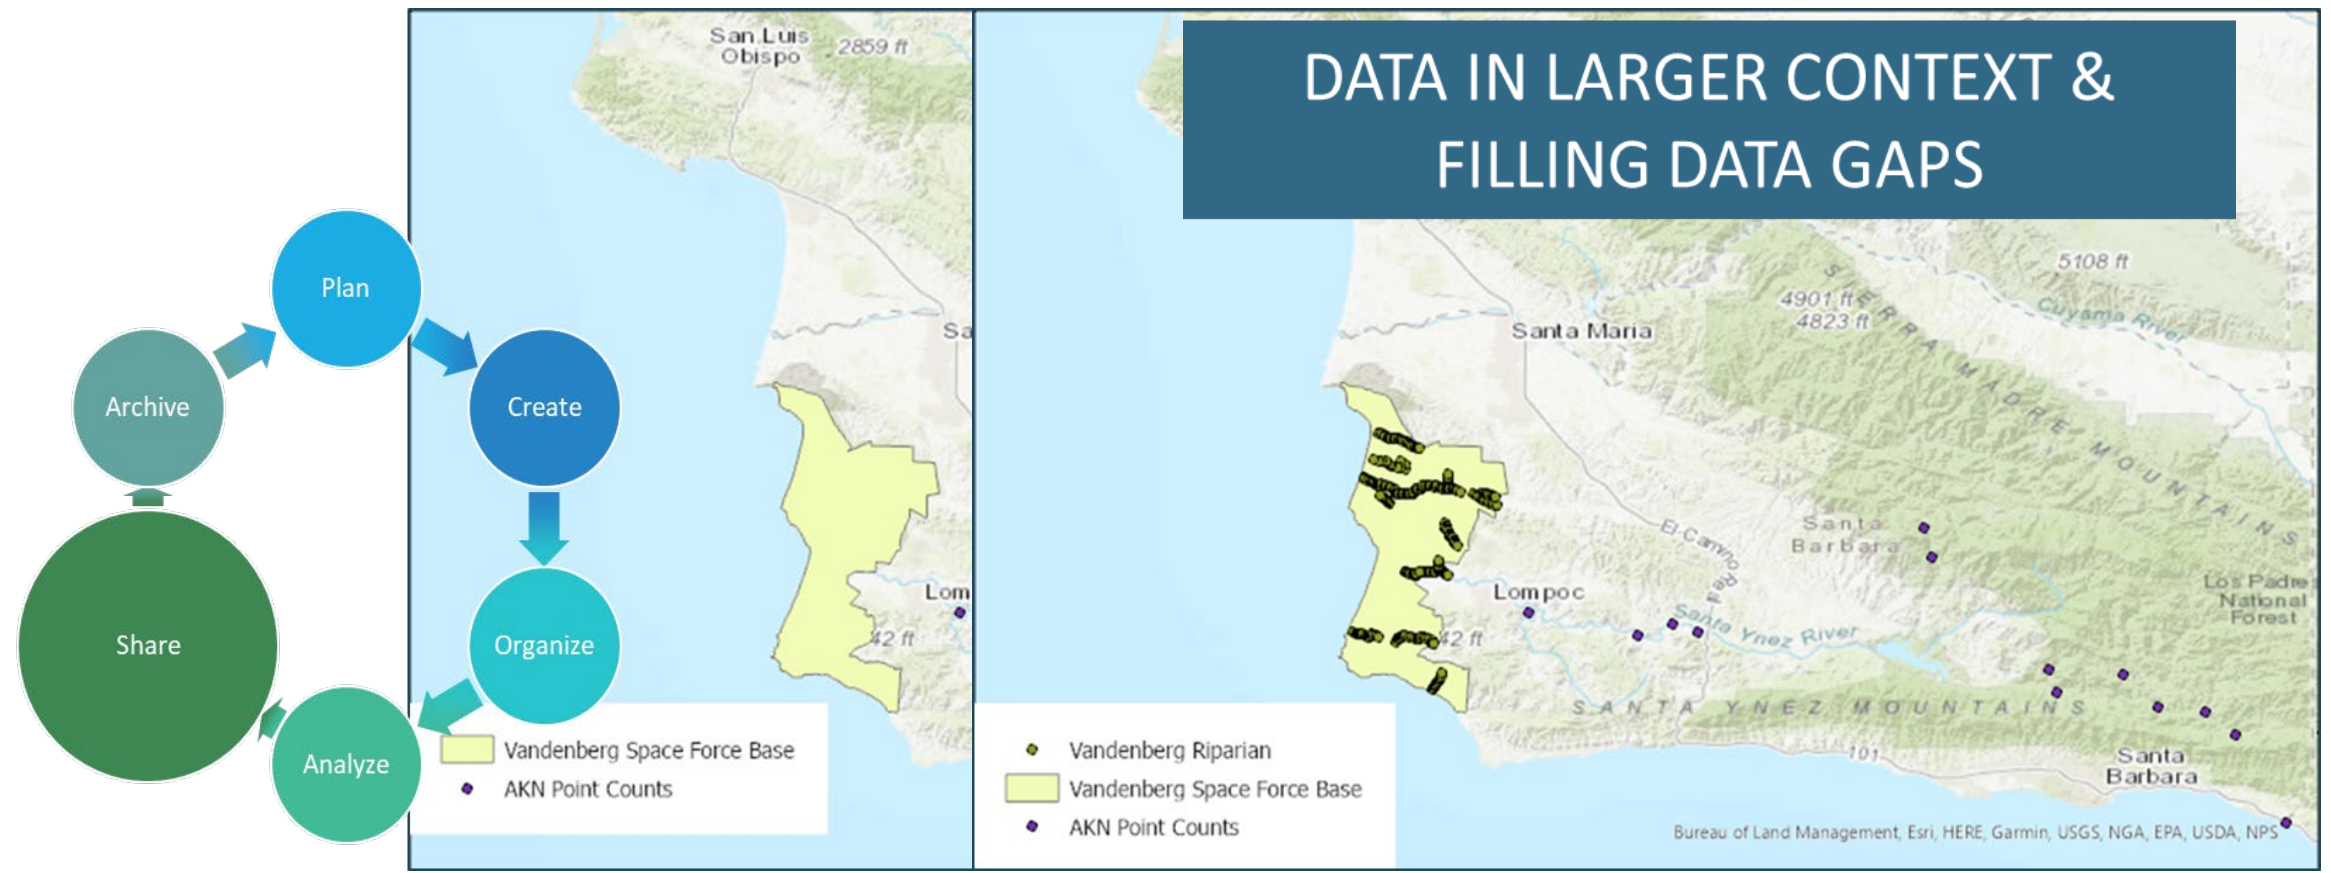 DATA IN LARGER CONTEXT &
FILLING DATA GAPS
Plan
Create
Organize
Analyze
Share
Archive
San Luis
Obispo
2859 ft
Sa
Lom
42 ft
Vandenberg Space Force Base
AKN Point Counts
5108 ft
4901 ft
4823 ft
Cuyama River
SIERRA MADRE MOUNTAINS
Santa Maria
Santa
Barbara
El Camino Real
Los Padre
National
Forest
Lompoc
Santa Ynez River
42 ft
SANTA YNEZ MOUNTAINS
101
Santa
Barbara
Vandenberg Riparian
Vandenberg Space Force Base
AKN Point Counts
Bureau of Land Management, Esri, HERE, Garmin, USGS, NGA, EPA, USDA, NPS